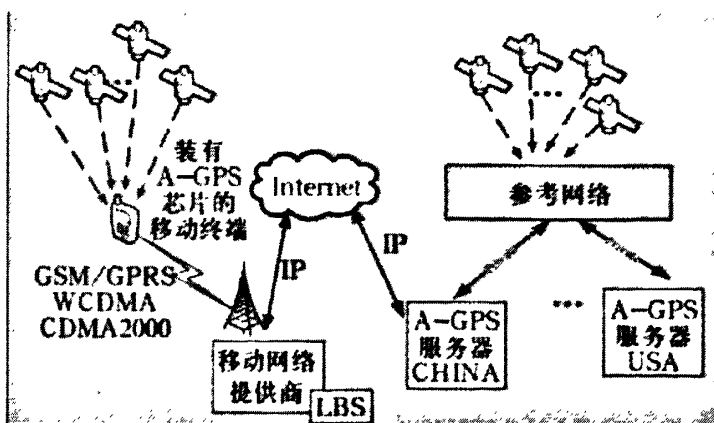 装有
A-GPS
芯片的
移动终端
Internet
参考网络
IP
IP
GSM/GPRS
WCDMA
CDMA2000
移动网络
提供商
LBS
A-GPS
服务器
CHINA
...
A-GPS
服务器
USA